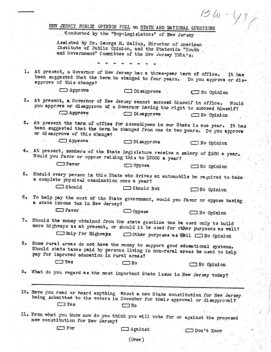 NEW JERSEY PUBLIC OPINION POLL on STATE AND NATIONAL QUESTIONS
Conducted by the "Boy-Legislators" of New Jersey
Assisted by Dr. George H. Gallup, Director of American
Institute of Public Opinion, and the Statewide "Youth
and Government" Committee of the New Jersey YMCA's.
1. At present, a Governor of New Jersey has a three-year term of office. It has
been suggested that the term be changed to four years. Do you approve or dis-
approve of this change?
Approve Disapprove No Opinion
2. At present, a Governor of New Jersey cannot succeed himself in office. Would
you approve or disapprove of a Governor having the right to succeed himself?
Approve Disapprove No Opinion
3. At present the term of office for Assemblymen in our State is one year. It has
been suggested that the term be changed from one to two years. Do you approve
or disapprove of this change?
Approve Disapprove No Opinion
4. At present, members of the State Legislature receive a salary of $500 a year.
Would you favor or oppose raising this to $2000 a year?
Favor Oppose No Opinion
5. Should every person in this State who drives an automobile be required to take
a complete physical examination once a year?
Should Should Not No Opinion
6. To help pay the cost of the State government, would you favor or oppose having
a state income tax in New Jersey?
Favor Oppose No Opinion
7. Should the money obtained from the state gasoline tax be used only to build
more highways as at present, or should it be used for other purposes as well?
Only for Highways Other purposes as Well No Opinion
8. Some rural areas do not have the money to support good educational systems.
Should state taxes paid by persons living in non-rural areas be used to help
pay for improved education in rural areas?
Yes No No Opinion
9. What do you regard as the most important State issue in New Jersey today?
10. Have you read or heard anything about a new State constitution for New Jersey
being submitted to the voters in November for their approval or disapproval?
Yes No
11. From what you know now do you think you will vote for or against the proposed
new constitution for New Jersey?
For Against Don't Know
(Over)